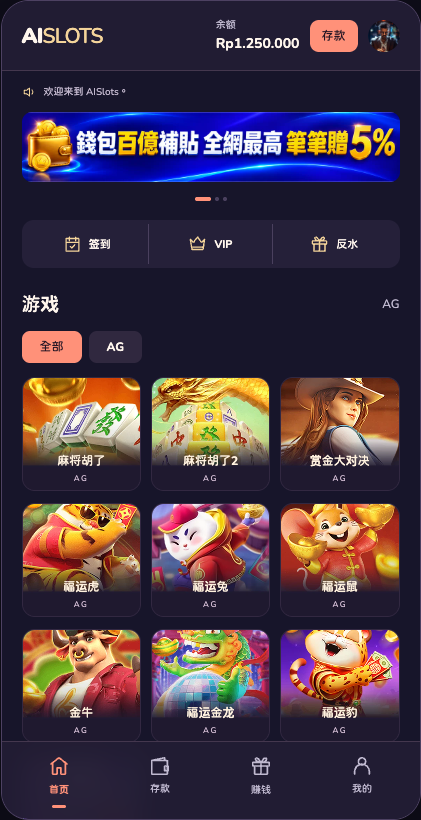 AISLOTS
余额
Rp1.250.000
存款
欢迎来到 AISlots。
錢包百億補貼 全網最高 筆筆贈5%
签到
VIP
反水
游戏
AG
全部
AG
發
麻将胡了
AG
發
中
麻将胡了2
AG
赏金大对决
AG
福运虎
AG
福运兔
AG
福运鼠
AG
金牛
AG
福运金龙
AG
福运豹
AG
首页
存款
赚钱
我的